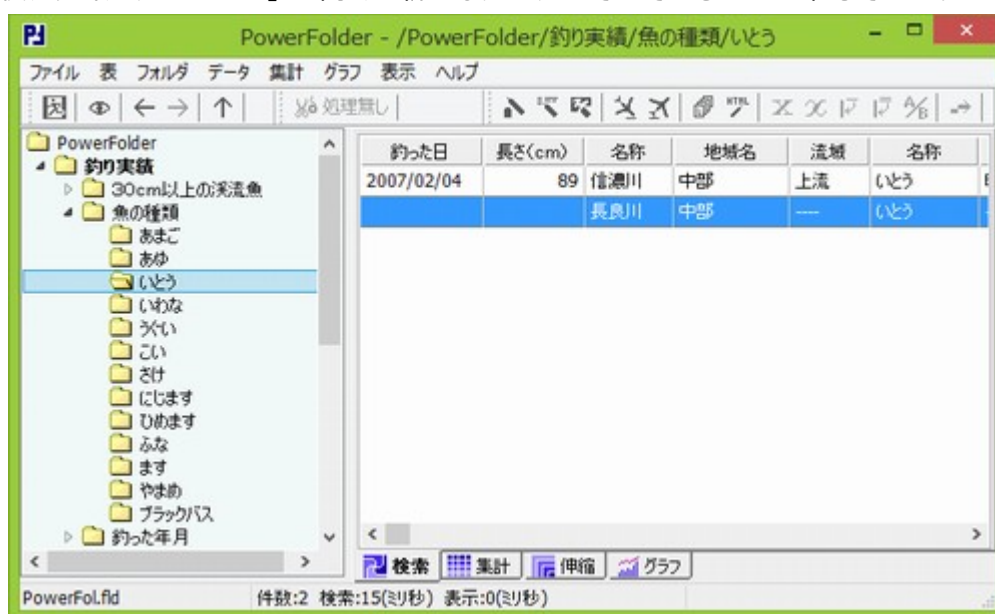 PowerFolder - /PowerFolder/釣り実績/魚の種類/いとう
ファイル 表 フォルダ データ 集計 グラフ 表示 ヘルプ
処理無し
PowerFolder
釣り実績
30cm以上の渓流魚
魚の種類
あまご
あゆ
いとう
いわな
うぐい
こい
さけ
にじます
ひめます
ふな
ます
やまめ
ブラックバス
釣った年月
釣った日 長さ(cm) 名称 地域名 流域 名称
2007/02/04 89 信濃川 中部 上流 いとう
長良川 中部 ---- いとう
検索 集計 伸縮 グラフ
PowerFol.fld 件数:2 検索:15(ミリ秒) 表示:0(ミリ秒)